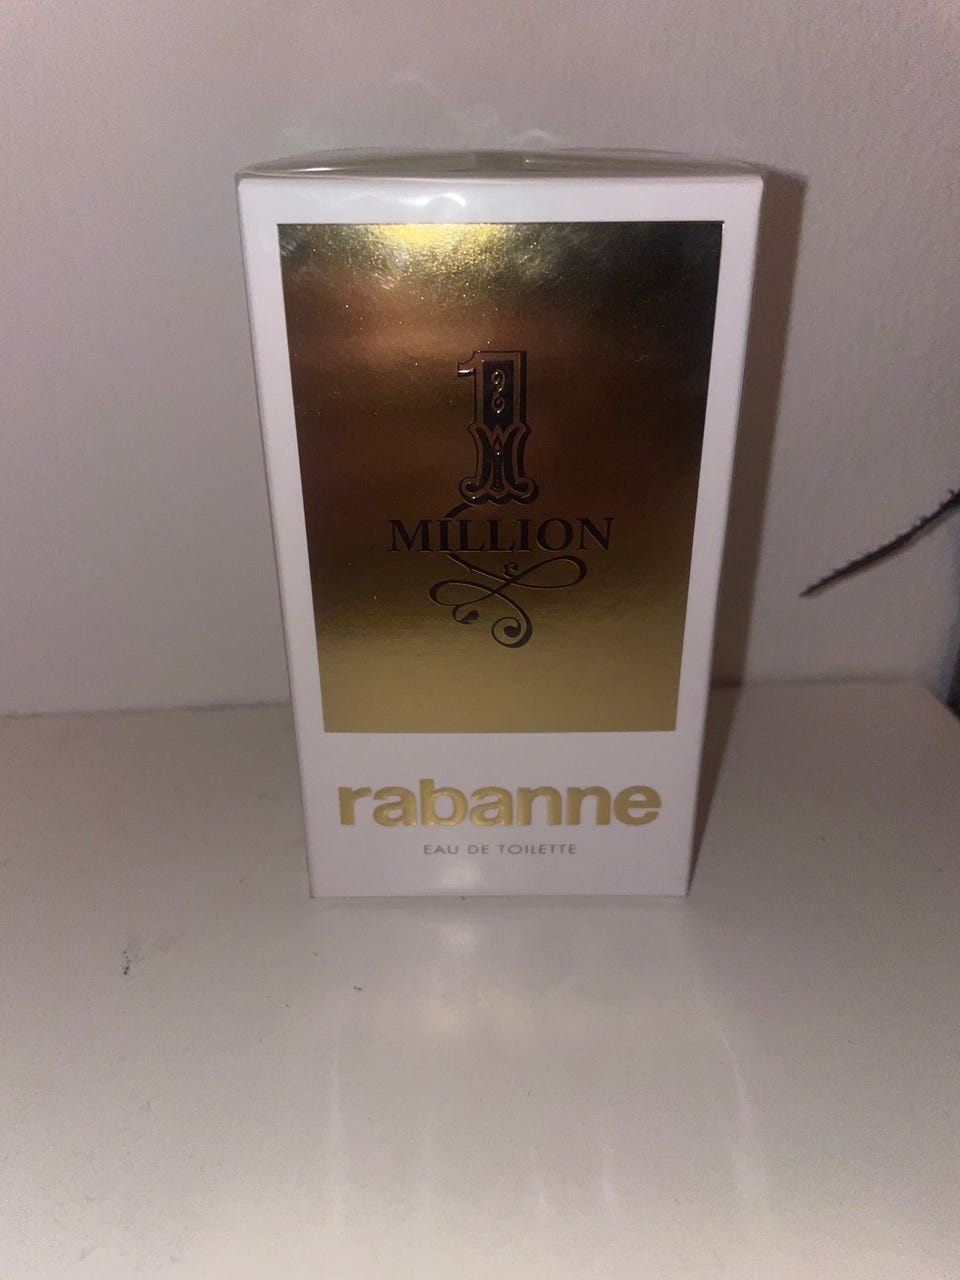 1
MILLION
rabanne
EAU DE TOILETTE